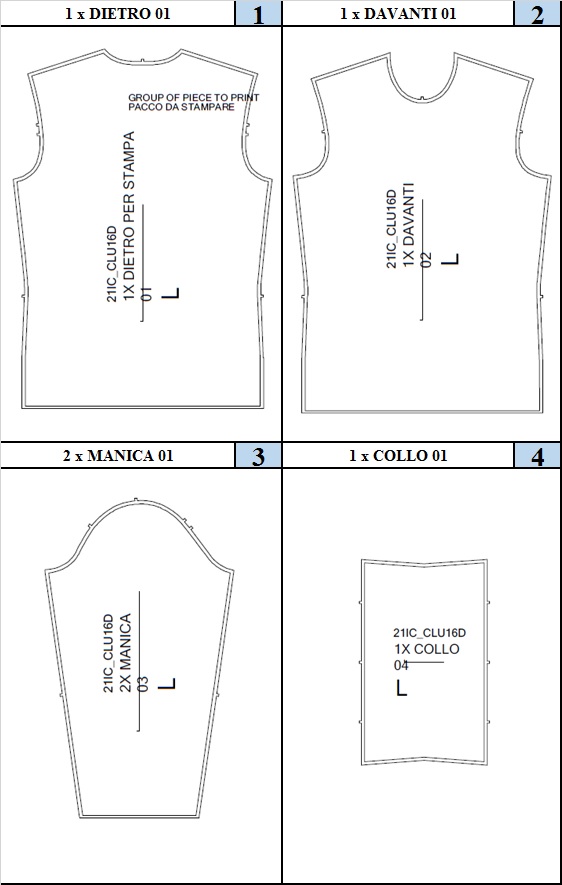 1 x DIETRO 01
1
1 x DAVANTI 01
2
GROUP OF PIECE TO PRINT
PACCO DA STAMPARE
21IC_CLU16D
1X DIETRO PER STAMPA
01
L
21IC_CLU16D
1X DAVANTI
02
L
2 x MANICA 01
3
1 x COLLO 01
4
21IC_CLU16D
2X MANICA
03
L
21IC_CLU16D
1X COLLO
04
L